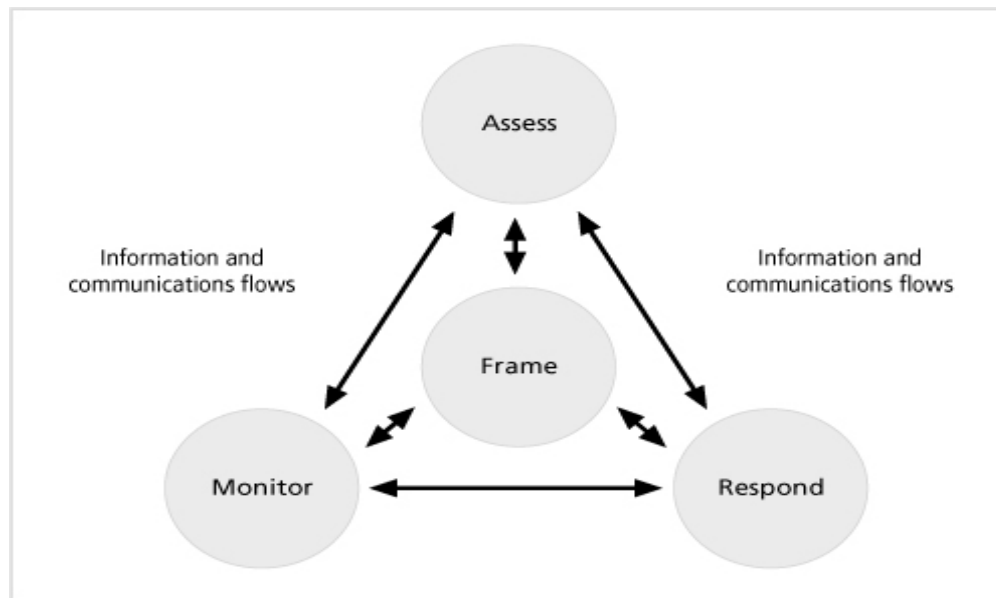 Assess
Information and
communications flows
Information and
communications flows
Frame
Monitor
Respond